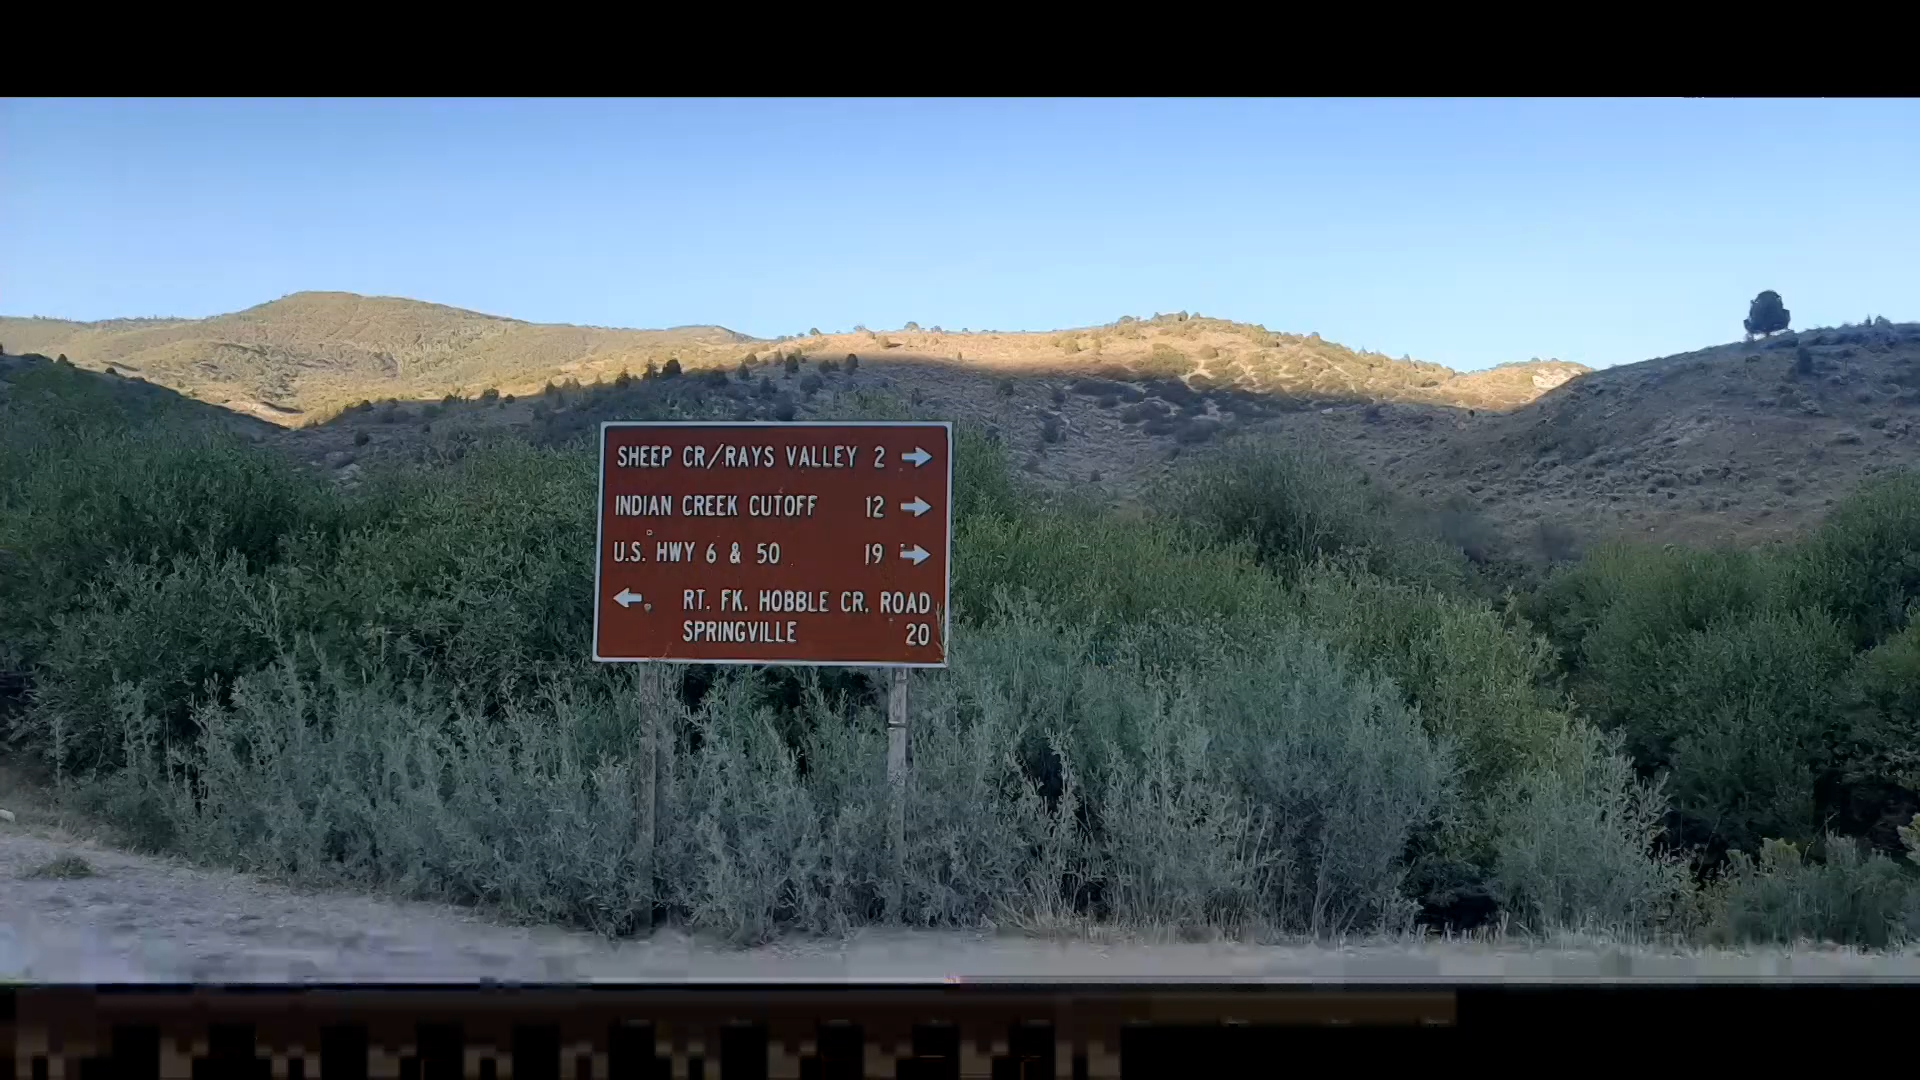 SHEEP CR/RAYS VALLEY 2 →
INDIAN CREEK CUTOFF 12 →
U.S. HWY 6 & 50 19 →
← RT. FK. HOBBLE CR. ROAD
SPRINGVILLE 20